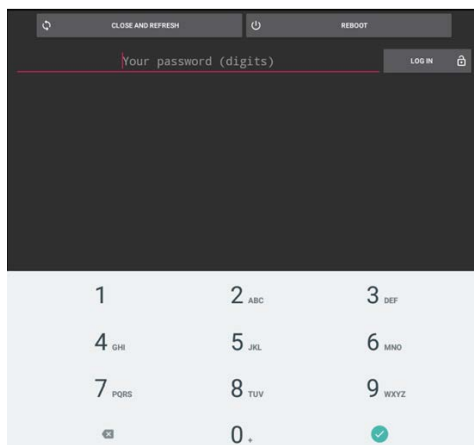 CLOSE AND REFRESH
REBOOT
Your password (digits)
LOG IN
1
2 ABC
3 DEF
4 GHI
5 JKL
6 MNO
7 PQRS
8 TUV
9 WXYZ
0 .